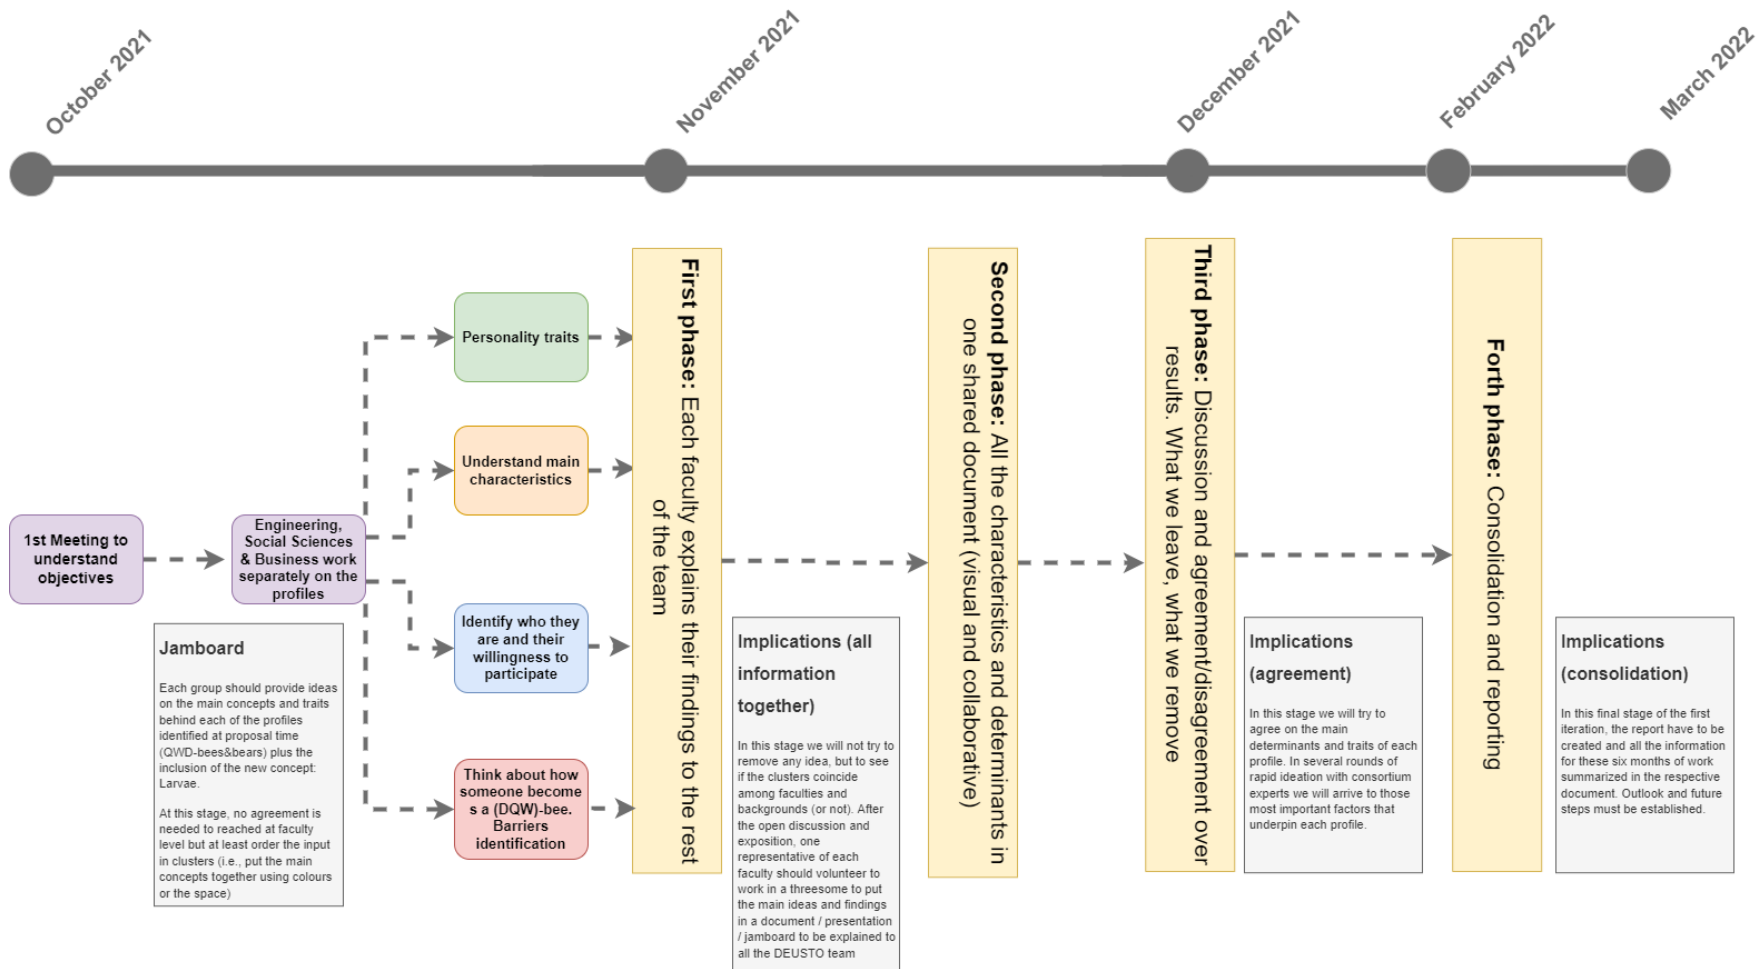 October 2021
November 2021
December 2021
February 2022
March 2022
1st Meeting to
understand
objectives
Engineering,
Social Sciences
& Business work
separately on the
profiles
Jamboard
Each group should provide ideas
on the main concepts and traits
behind each of the profiles
identified at proposal time
(QWD-bees&bears) plus the
inclusion of the new concept:
Larvae.
At this stage, no agreement is
needed to reached at faculty
level but at least order the input
in clusters (i.e., put the main
concepts together using colours
or the space)
Personality traits
Understand main
characteristics
Identify who they
are and their
willingness to
participate
Think about how
someone become
s a (DQW)-bee.
Barriers
identification
First phase: Each faculty explains their findings to the rest
of the team
Implications (all
information
together)
In this stage we will not try to
remove any idea, but to see
if the clusters coincide
among faculties and
backgrounds (or not). After
the open discussion and
exposition, one
representative of each
faculty should volunteer to
work in a threesome to put
the main ideas and findings
in a document / presentation
/ jamboard to be explained to
all the DEUSTO team
Second phase: All the characteristics and determinants in
one shared document (visual and collaborative)
Third phase: Discussion and agreement/disagreement over
results. What we leave, what we remove
Implications
(agreement)
In this stage we will try to
agree on the main
determinants and traits of each
profile. In several rounds of
rapid ideation with consortium
experts we will arrive to those
most important factors that
underpin each profile.
Forth phase: Consolidation and reporting
Implications
(consolidation)
In this final stage of the first
iteration, the report have to be
created and all the information
for these six months of work
summarized in the respective
document. Outlook and future
steps must be established.